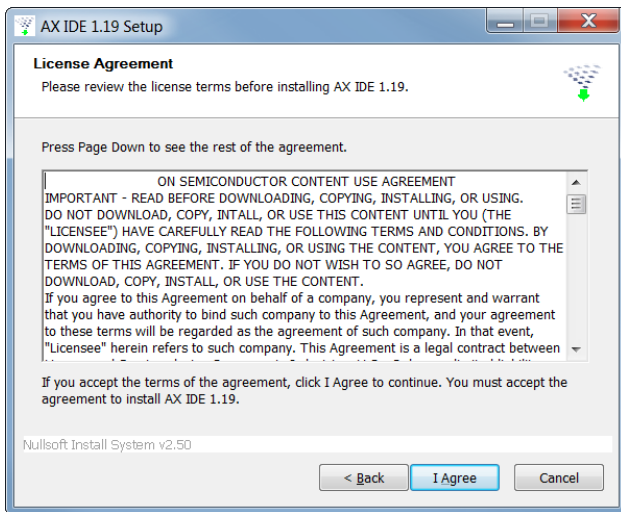 AX IDE 1.19 Setup
License Agreement
Please review the license terms before installing AX IDE 1.19.
Press Page Down to see the rest of the agreement.
ON SEMICONDUCTOR CONTENT USE AGREEMENT
IMPORTANT - READ BEFORE DOWNLOADING, COPYING, INSTALLING, OR USING.
DO NOT DOWNLOAD, COPY, INTALL, OR USE THIS CONTENT UNTIL YOU (THE
"LICENSEE") HAVE CAREFULLY READ THE FOLLOWING TERMS AND CONDITIONS. BY
DOWNLOADING, COPYING, INSTALLING, OR USING THE CONTENT, YOU AGREE TO THE
TERMS OF THIS AGREEMENT. IF YOU DO NOT WISH TO SO AGREE, DO NOT
DOWNLOAD, COPY, INSTALL, OR USE THE CONTENT.
If you agree to this Agreement on behalf of a company, you represent and warrant
that you have authority to bind such company to this Agreement, and your agreement
to these terms will be regarded as the agreement of such company. In that event,
"Licensee" herein refers to such company. This Agreement is a legal contract between
If you accept the terms of the agreement, click I Agree to continue. You must accept the
agreement to install AX IDE 1.19.
Nullsoft Install System v2.50
< Back
I Agree
Cancel